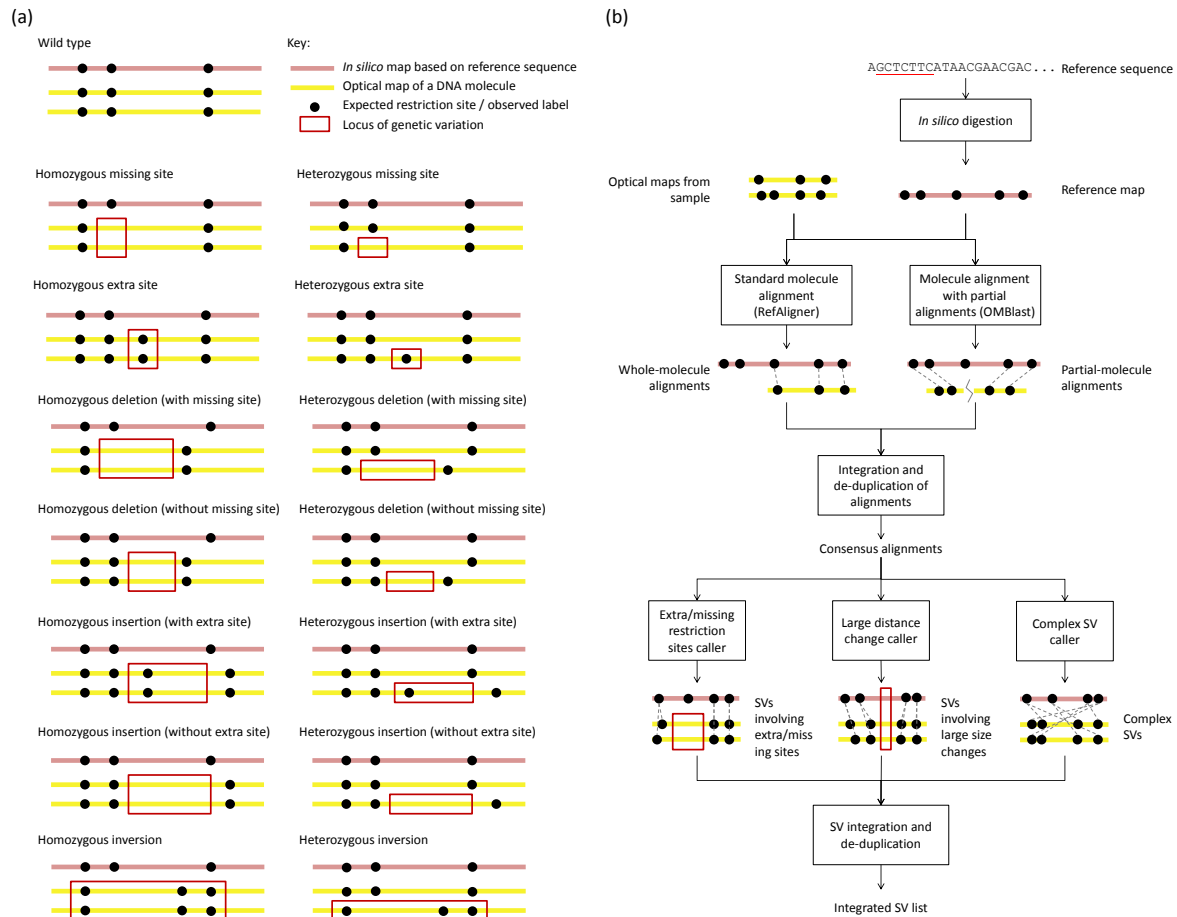 (a)
Wild type
Key:
In silico map based on reference sequence
Optical map of a DNA molecule
Expected restriction site / observed label
Locus of genetic variation
Homozygous missing site
Heterozygous missing site
Homozygous extra site
Heterozygous extra site
Homozygous deletion (with missing site)
Heterozygous deletion (with missing site)
Homozygous deletion (without missing site)
Heterozygous deletion (without missing site)
Homozygous insertion (with extra site)
Heterozygous insertion (with extra site)
Homozygous insertion (without extra site)
Heterozygous insertion (without extra site)
Homozygous inversion
Heterozygous inversion
(b)
AGCTCTTCATAACGAACGAC...
Reference sequence
In silico digestion
Optical maps from
sample
Reference map
Standard molecule
alignment
(RefAligner)
Molecule alignment
with partial
alignments (OMBlast)
Whole-molecule
alignments
Partial-molecule
alignments
Integration and
de-duplication of
alignments
Consensus alignments
Extra/missing
restriction
sites caller
Large distance
change caller
Complex SV
caller
SVs
involving
extra/miss
ing sites
SVs
involving
large size
changes
Complex
SVs
SV integration and
de-duplication
Integrated SV list